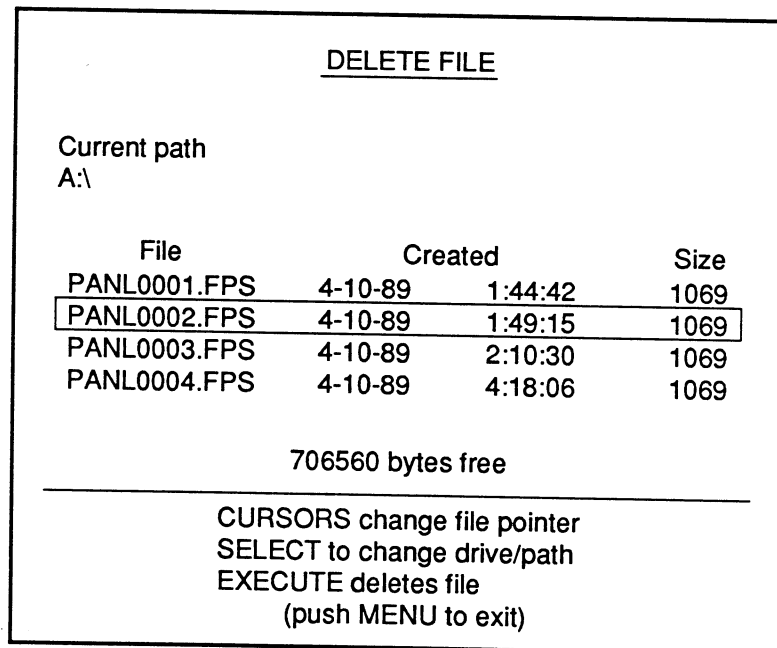 DELETE FILE
Current path
A:\
File Created Size
PANL0001.FPS 4-10-89 1:44:42 1069
PANL0002.FPS 4-10-89 1:49:15 1069
PANL0003.FPS 4-10-89 2:10:30 1069
PANL0004.FPS 4-10-89 4:18:06 1069
706560 bytes free
CURSORS change file pointer
SELECT to change drive/path
EXECUTE deletes file
(push MENU to exit)